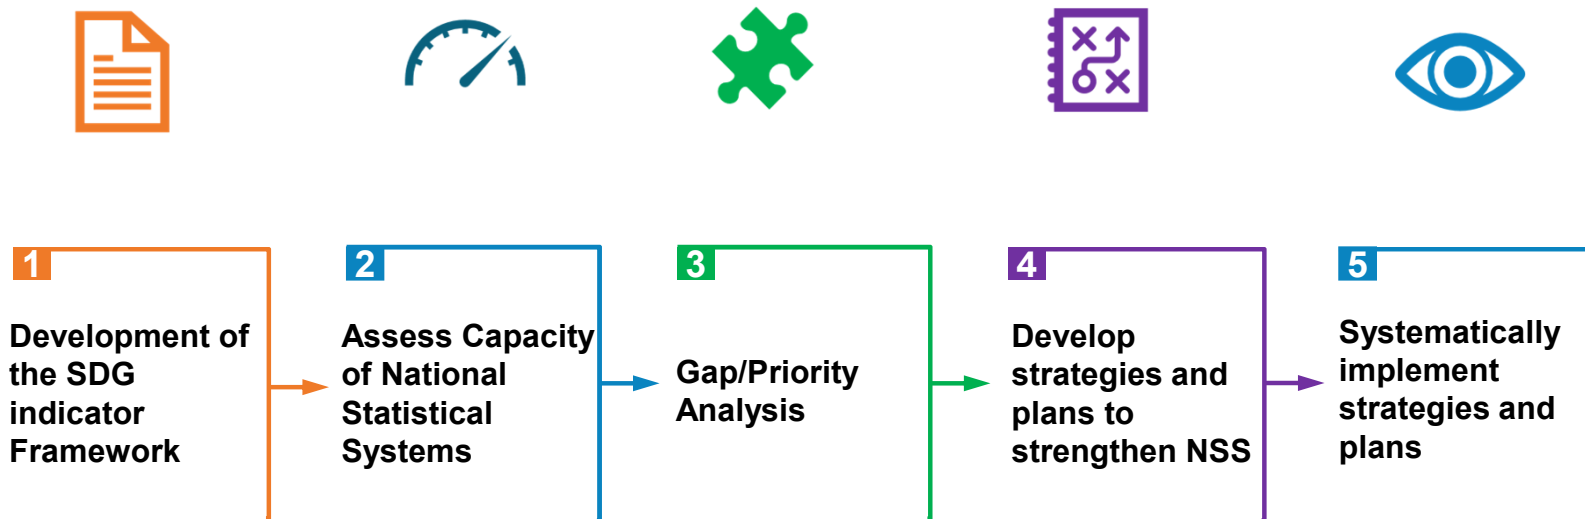 1
Development of
the SDG
indicator
Framework
2
Assess Capacity
of National
Statistical
Systems
3
Gap/Priority
Analysis
4
Develop
strategies and
plans to
strengthen NSS
5
Systematically
implement
strategies and
plans